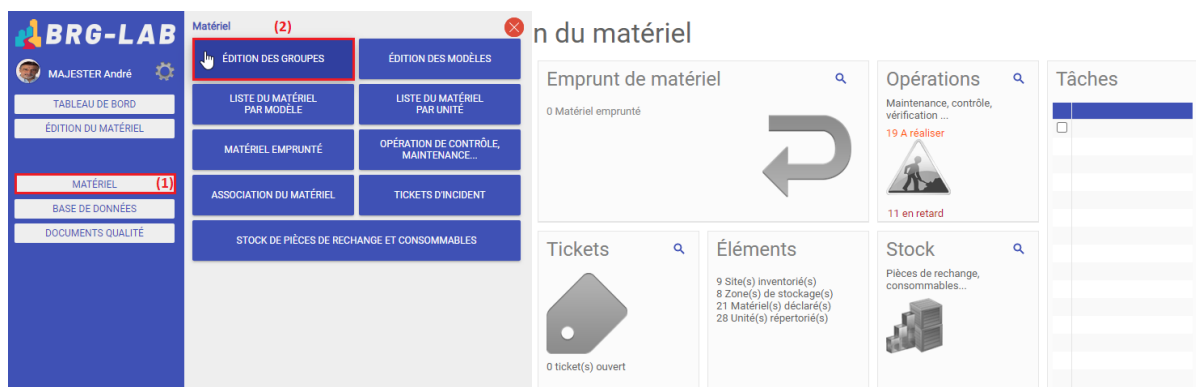 BRG-LAB
MAJESTER André
TABLEAU DE BORD
ÉDITION DU MATÉRIEL
MATÉRIEL (1)
BASE DE DONNÉES
DOCUMENTS QUALITÉ
Matériel (2)
ÉDITION DES GROUPES
ÉDITION DES MODÈLES
LISTE DU MATÉRIEL
PAR MODÈLE
LISTE DU MATÉRIEL
PAR UNITÉ
MATÉRIEL EMPRUNTÉ
OPÉRATION DE CONTRÔLE,
MAINTENANCE...
ASSOCIATION DU MATÉRIEL
TICKETS D'INCIDENT
STOCK DE PIÈCES DE RECHANGE ET CONSOMMABLES
n du matériel
Emprunt de matériel
0 Matériel emprunté
Opérations
Maintenance, contrôle,
vérification ...
19 A réaliser
11 en retard
Tâches
Tickets
0 ticket(s) ouvert
Éléments
9 Site(s) inventorié(s)
8 Zone(s) de stockage(s)
21 Matériel(s) déclaré(s)
28 Unité(s) répertorié(s)
Stock
Pièces de rechange,
consommables...